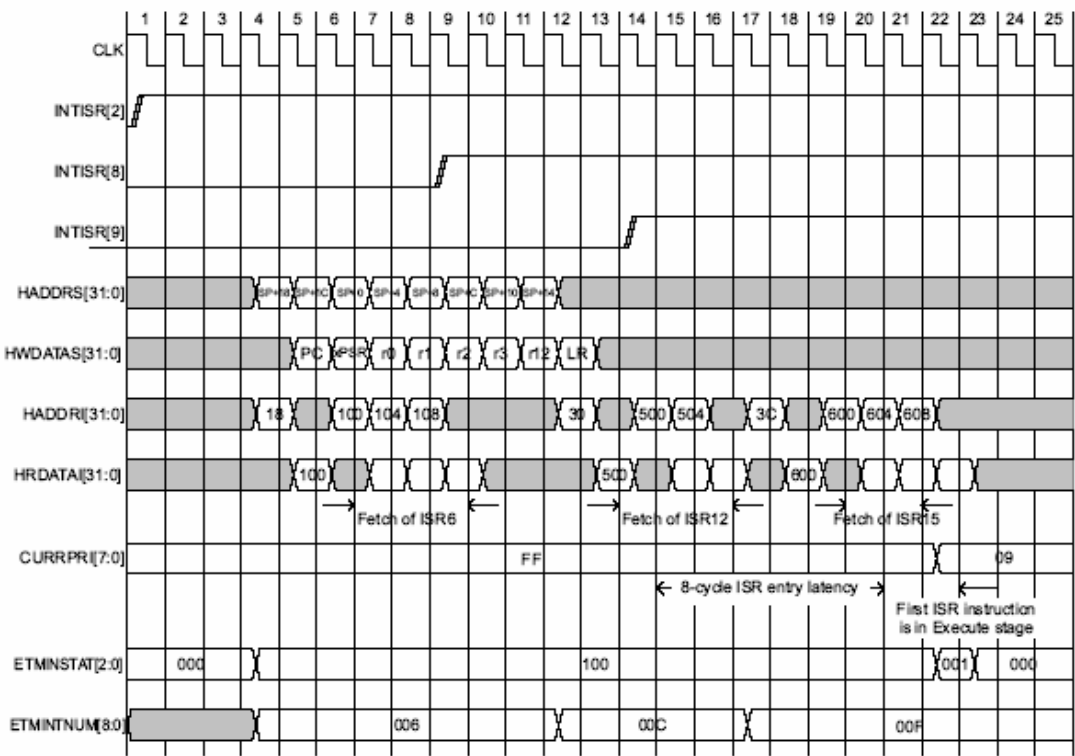 1 2 3 4 5 6 7 8 9 10 11 12 13 14 15 16 17 18 19 20 21 22 23 24 25
CLK
INTISR[2]
INTISR[8]
INTISR[9]
HADDRS[31:0] SP+18 SP+1C SP+0 SP+4 SP+8 SP+C SP+10 SP+14
HWDATAS[31:0] PC xPSR r0 r1 r2 r3 r12 LR
HADDRI[31:0] 18 100 104 108 30 500 504 3C 600 604 608
HRDATAI[31:0] 100 500 600
Fetch of ISR6 Fetch of ISR12 Fetch of ISR15
CURRPRI[7:0] FF 09
8-cycle ISR entry latency
First ISR instruction
is in Execute stage
ETMINSTAT[2:0] 000 100 001 000
ETMINTNUM[8:0] 006 00C 00F